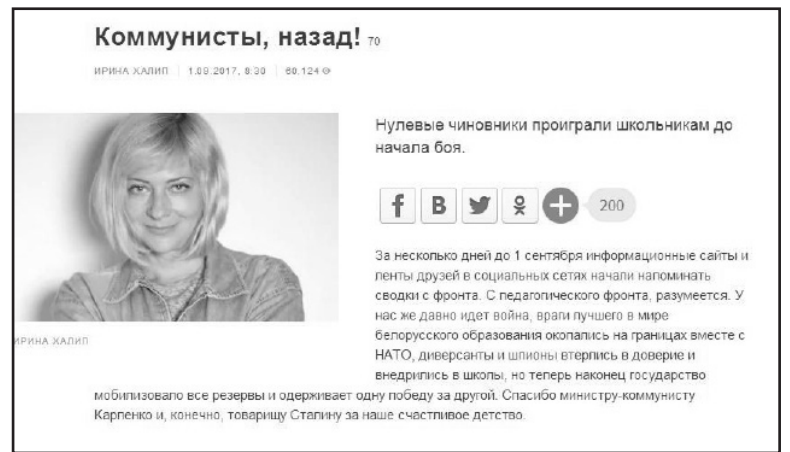 Коммунисты, назад! 70
ИРИНА ХАЛИП | 1.09.2017, 8:30 | 60,124
Нулевые чиновники проиграли школьникам до
начала боя.
f В 200
За несколько дней до 1 сентября информационные сайты и
ленты друзей в социальных сетях начали напоминать
сводки с фронта. С педагогического фронта, разумеется. У
нас же давно идет война, враги лучшего в мире
белорусского образования окопались на границах вместе с
НАТО, диверсанты и шпионы втерлись в доверие и
внедрились в школы, но теперь наконец государство
ИРИНА ХАЛИП
мобилизовало все резервы и одерживает одну победу за другой. Спасибо министру-коммунисту
Карпенко и, конечно, товарищу Сталину за наше счастливое детство.